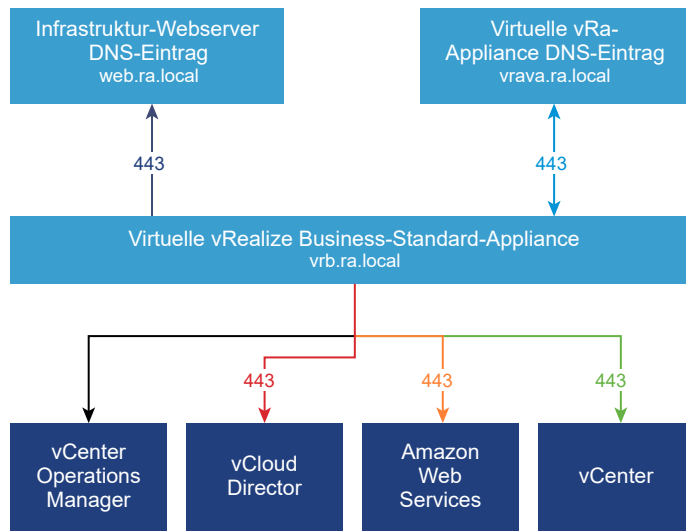 Infrastruktur-Webserver
DNS-Eintrag
web.ra.local
Virtuelle vRa-
Appliance DNS-Eintrag
vrava.ra.local
443
443
Virtuelle vRealize Business-Standard-Appliance
vrb.ra.local
443
443
443
vCenter
Operations
Manager
vCloud
Director
Amazon
Web
Services
vCenter